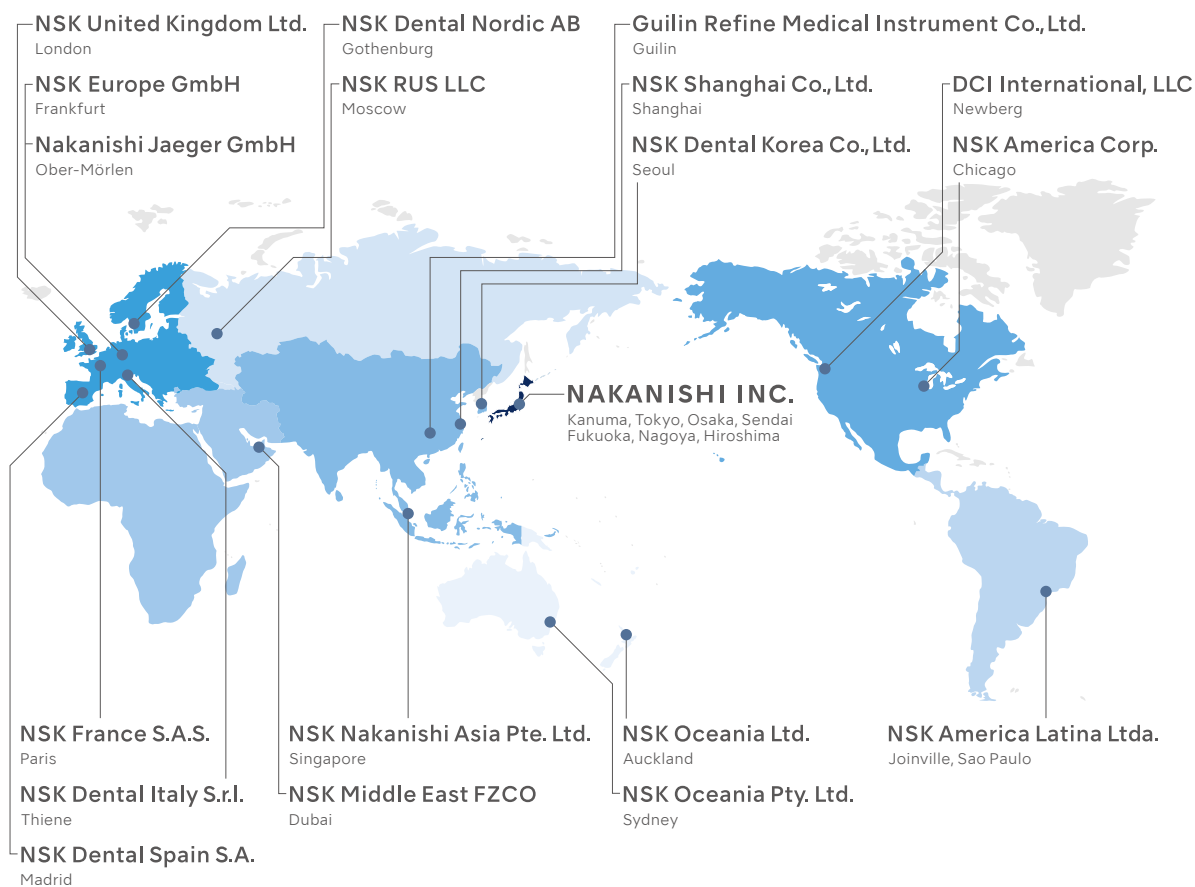 NSK United Kingdom Ltd.
London
NSK Europe GmbH
Frankfurt
Nakanishi Jaeger GmbH
Ober-Mörlen
NSK Dental Nordic AB
Gothenburg
NSK RUS LLC
Moscow
Guilin Refine Medical Instrument Co., Ltd.
Guilin
NSK Shanghai Co., Ltd.
Shanghai
NSK Dental Korea Co., Ltd.
Seoul
DCI International, LLC
Newberg
NSK America Corp.
Chicago
NAKANISHI INC.
Kanuma, Tokyo, Osaka, Sendai
Fukuoka, Nagoya, Hiroshima
NSK France S.A.S.
Paris
NSK Dental Italy S.r.l.
Thiene
NSK Dental Spain S.A.
Madrid
NSK Nakanishi Asia Pte. Ltd.
Singapore
NSK Middle East FZCO
Dubai
NSK Oceania Ltd.
Auckland
NSK Oceania Pty. Ltd.
Sydney
NSK America Latina Ltda.
Joinville, Sao Paulo